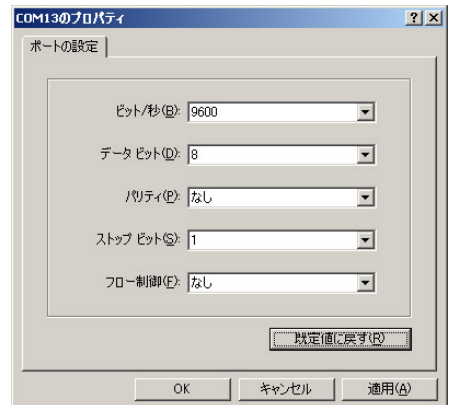 COM13のプロパティ
ポートの設定
ビット/秒(B): 9600
データ ビット(D): 8
パリティ(P): なし
ストップ ビット(S): 1
フロー制御(F): なし
既定値に戻す(R)
OK キャンセル 適用(A)